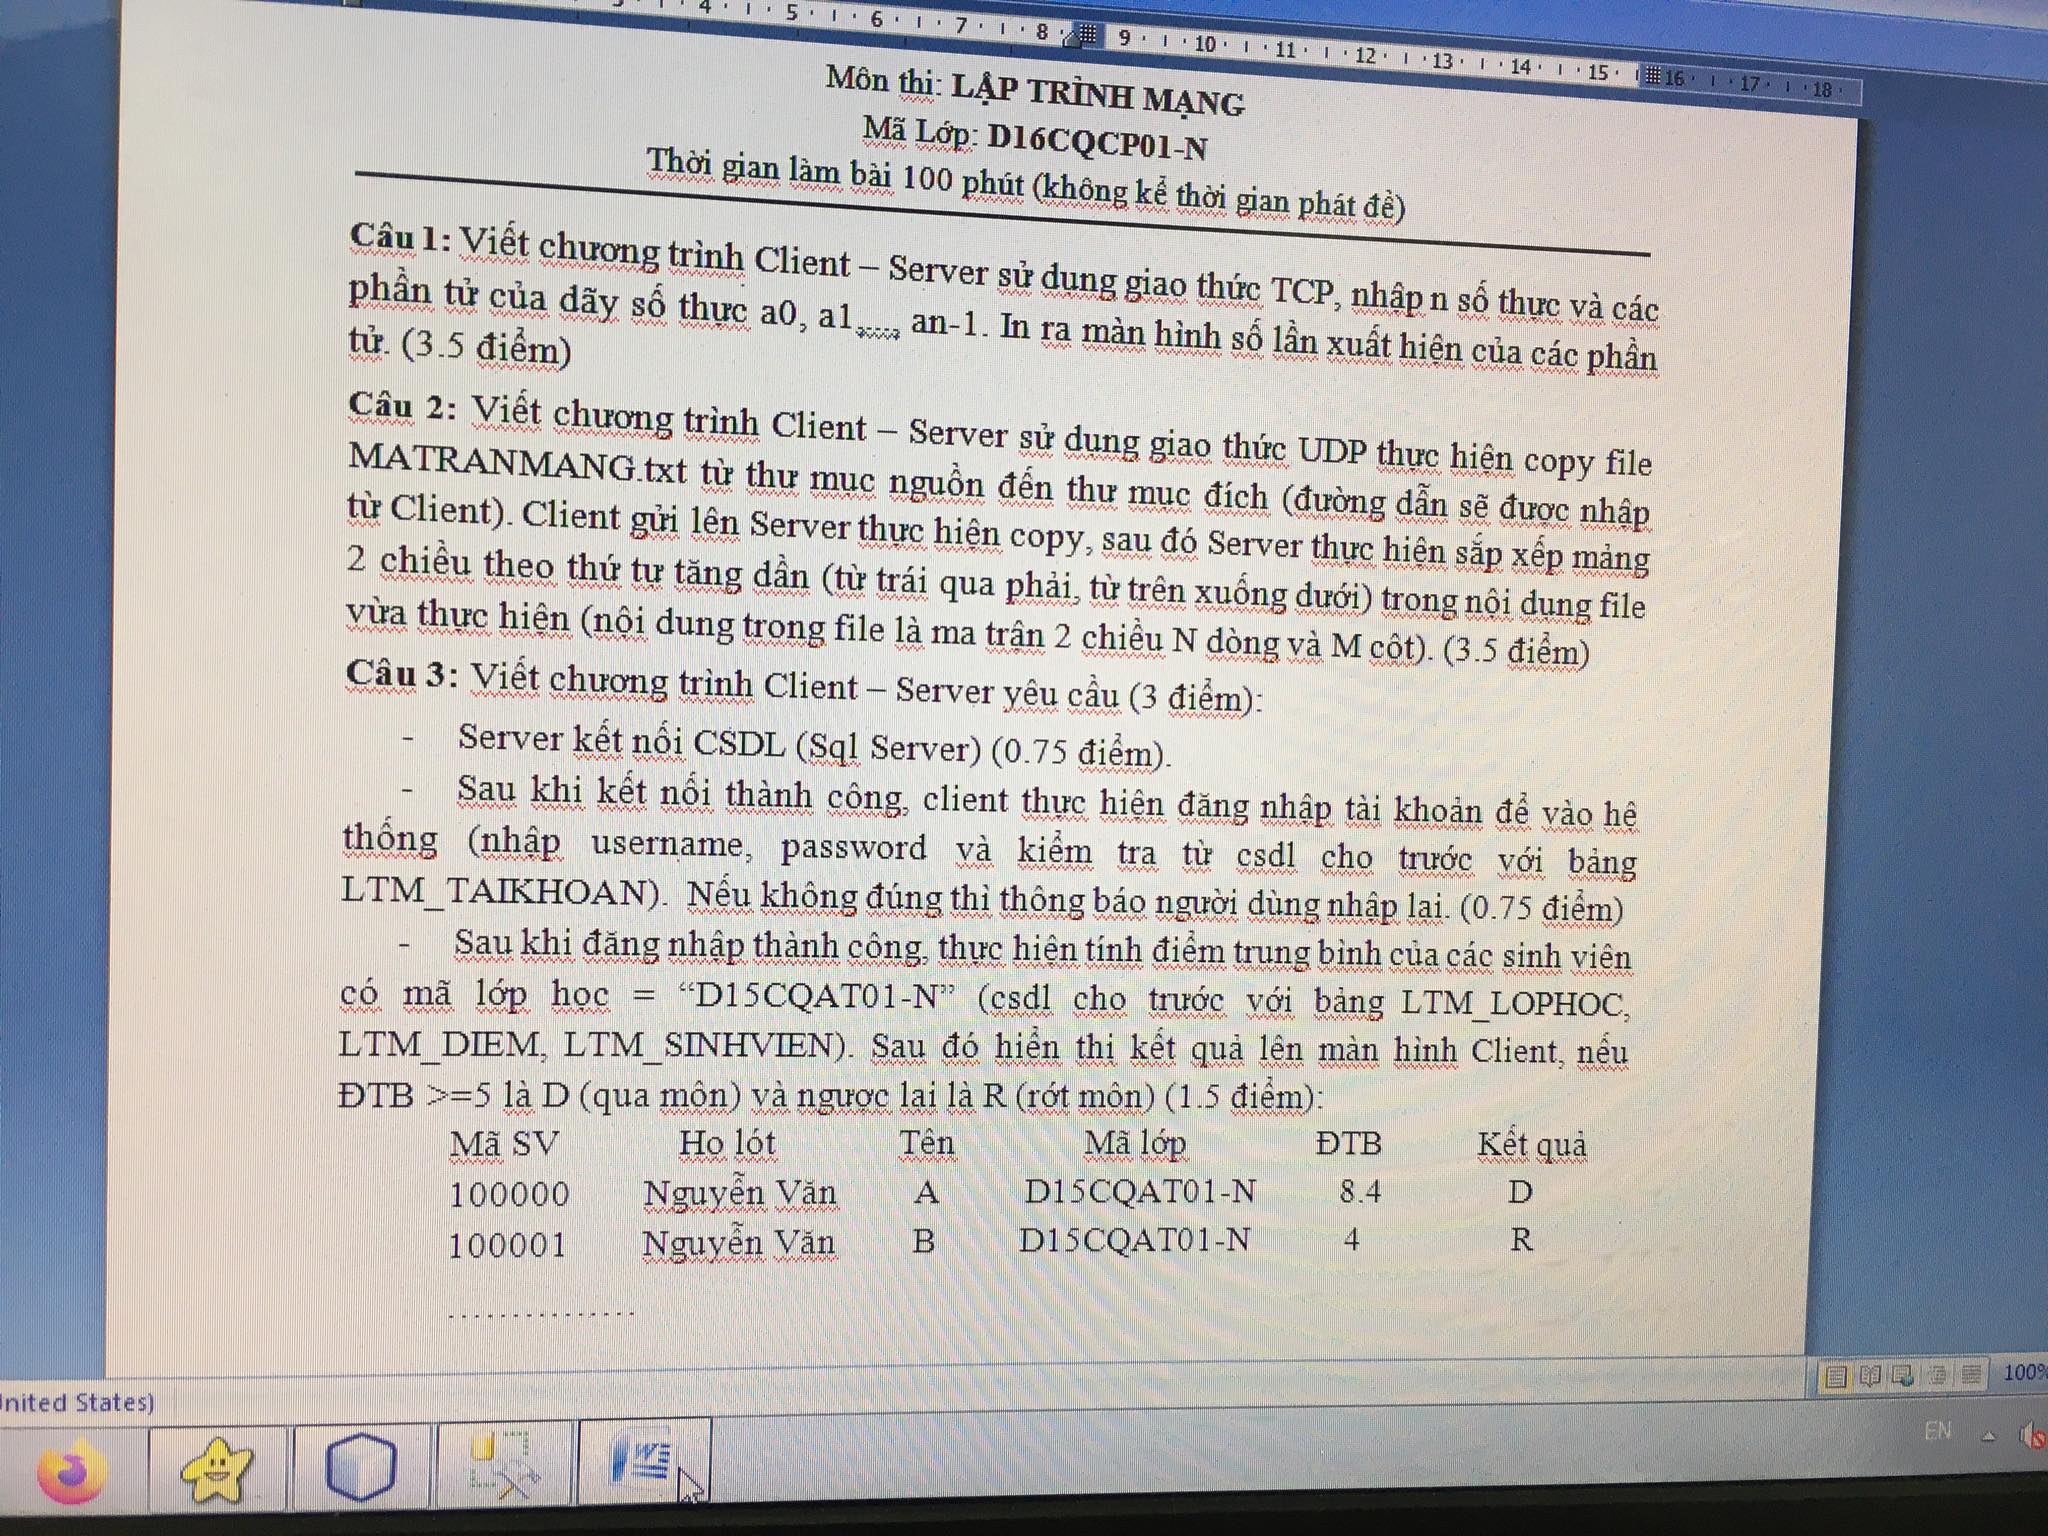 4 5 6 7 8 9 10 11 12 13 14 15 16 17 18
Môn thi: LẬP TRÌNH MẠNG
Mã Lớp: D16CQCP01-N
Thời gian làm bài 100 phút (không kể thời gian phát đề)
Câu 1: Viết chương trình Client – Server sử dụng giao thức TCP, nhập n số thực và các
phần tử của dãy số thực a0, a1,...., an-1. In ra màn hình số lần xuất hiện của các phần
tử. (3.5 điểm)
Câu 2: Viết chương trình Client – Server sử dụng giao thức UDP thực hiện copy file
MATRANMANG.txt từ thư mục nguồn đến thư mục đích (đường dẫn sẽ được nhập
từ Client). Client gửi lên Server thực hiện copy, sau đó Server thực hiện sắp xếp mảng
2 chiều theo thứ tự tăng dần (từ trái qua phải, từ trên xuống dưới) trong nội dung file
vừa thực hiện (nội dung trong file là ma trận 2 chiều N dòng và M cột). (3.5 điểm)
Câu 3: Viết chương trình Client – Server yêu cầu (3 điểm):
- Server kết nối CSDL (Sql Server) (0.75 điểm).
- Sau khi kết nối thành công, client thực hiện đăng nhập tài khoản để vào hệ
thống (nhập username, password và kiểm tra từ csdl cho trước với bảng
LTM_TAIKHOAN). Nếu không đúng thì thông báo người dùng nhập lại. (0.75 điểm)
- Sau khi đăng nhập thành công, thực hiện tính điểm trung bình của các sinh viên
có mã lớp học = “D15CQAT01-N” (csdl cho trước với bảng LTM_LOPHOC,
LTM_DIEM, LTM_SINHVIEN). Sau đó hiển thị kết quả lên màn hình Client, nếu
ĐTB >=5 là D (qua môn) và ngược lại là R (rớt môn) (1.5 điểm):
Mã SV Họ lót Tên Mã lớp ĐTB Kết quả
100000 Nguyễn Văn A D15CQAT01-N 8.4 D
100001 Nguyễn Văn B D15CQAT01-N 4 R
...............
100%
United States)
EN